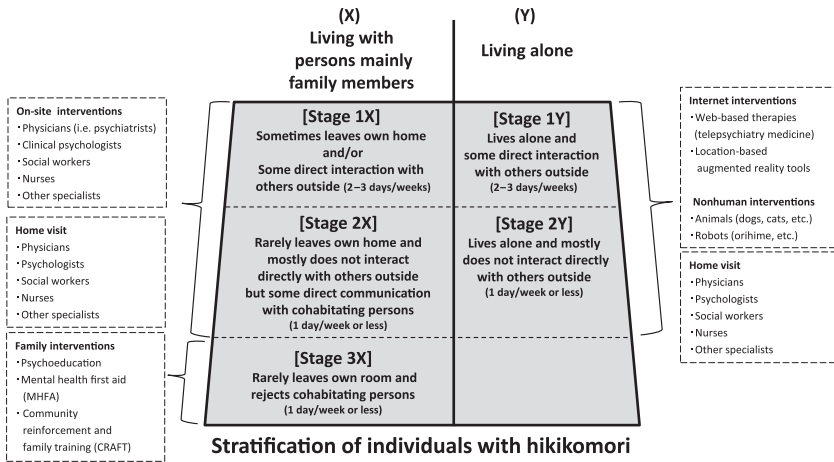 (X)
Living with
persons mainly
family members
(Y)
Living alone
On-site interventions
・Physicians (i.e. psychiatrists)
・Clinical psychologists
・Social workers
・Nurses
・Other specialists
Home visit
・Physicians
・Psychologists
・Social workers
・Nurses
・Other specialists
Family interventions
・Psychoeducation
・Mental health first aid
(MHFA)
・Community
reinforcement and
family training (CRAFT)
[Stage 1X]
Sometimes leaves own home
and/or
Some direct interaction with
others outside (2–3 days/weeks)
[Stage 2X]
Rarely leaves own home and
mostly does not interact
directly with others outside
but some direct communication
with cohabitating persons
(1 day/week or less)
[Stage 3X]
Rarely leaves own room and
rejects cohabitating persons
(1 day/week or less)
[Stage 1Y]
Lives alone and
some direct interaction
with others outside
(2–3 days/weeks)
[Stage 2Y]
Lives alone and mostly
does not interact directly
with others outside
(1 day/week or less)
Internet interventions
・Web-based therapies
(telepsychiatry medicine)
・Location-based
augmented reality tools
Nonhuman interventions
・Animals (dogs, cats, etc.)
・Robots (orihime, etc.)
Home visit
・Physicians
・Psychologists
・Social workers
・Nurses
・Other specialists
Stratification of individuals with hikikomori